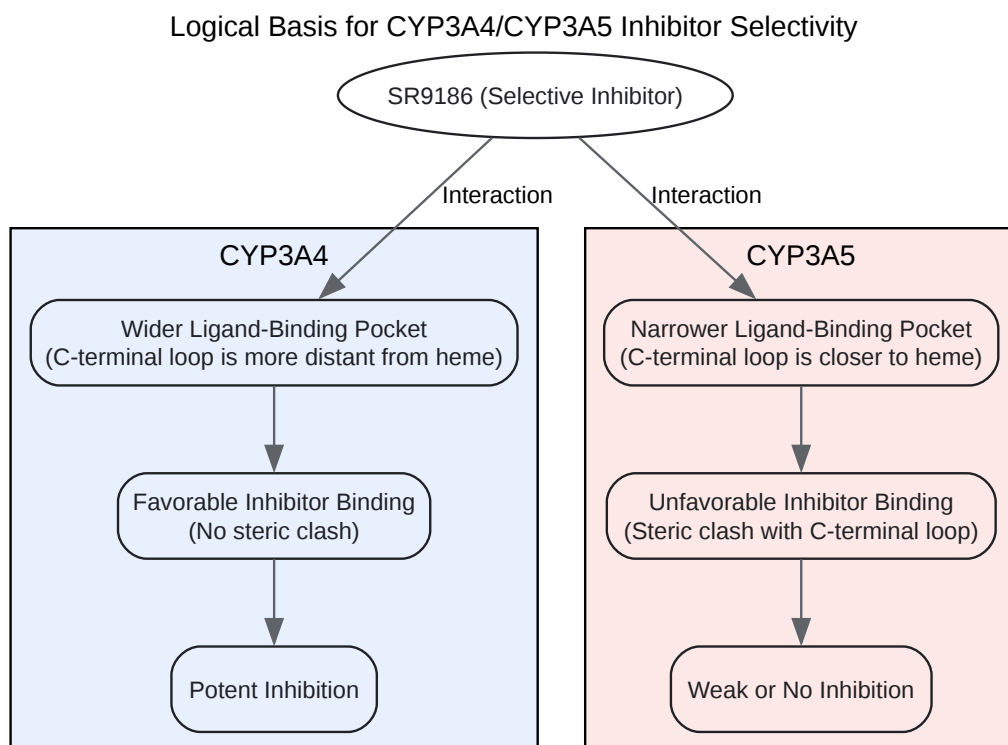 Logical Basis for CYP3A4/CYP3A5 Inhibitor Selectivity
SR9186 (Selective Inhibitor)
Interaction
Interaction
CYP3A4
Wider Ligand-Binding Pocket
(C-terminal loop is more distant from heme)
Favorable Inhibitor Binding
(No steric clash)
Potent Inhibition
CYP3A5
Narrower Ligand-Binding Pocket
(C-terminal loop is closer to heme)
Unfavorable Inhibitor Binding
(Steric clash with C-terminal loop)
Weak or No Inhibition